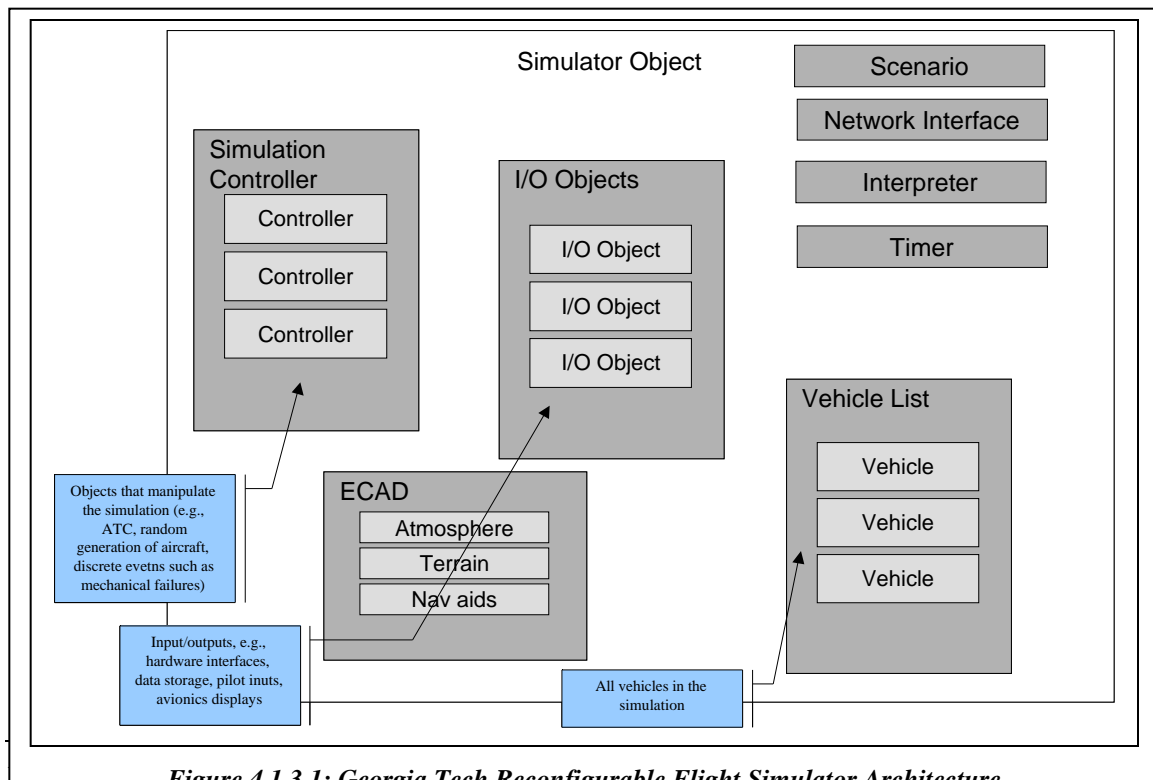 Simulator Object
Scenario
Network Interface
Interpreter
Timer
Simulation
Controller
Controller
Controller
Controller
I/O Objects
I/O Object
I/O Object
I/O Object
Vehicle List
Vehicle
Vehicle
Vehicle
ECAD
Atmosphere
Terrain
Nav aids
Objects that manipulate
the simulation (e.g.,
ATC, random
generation of aircraft,
discrete evetns such as
mechanical failures)
Input/outputs, e.g.,
hardware interfaces,
data storage, pilot inuts,
avionics displays
All vehicles in the
simulation
Figure 4.1.3.1: Georgia Tech Reconfigurable Flight Simulator Architecture